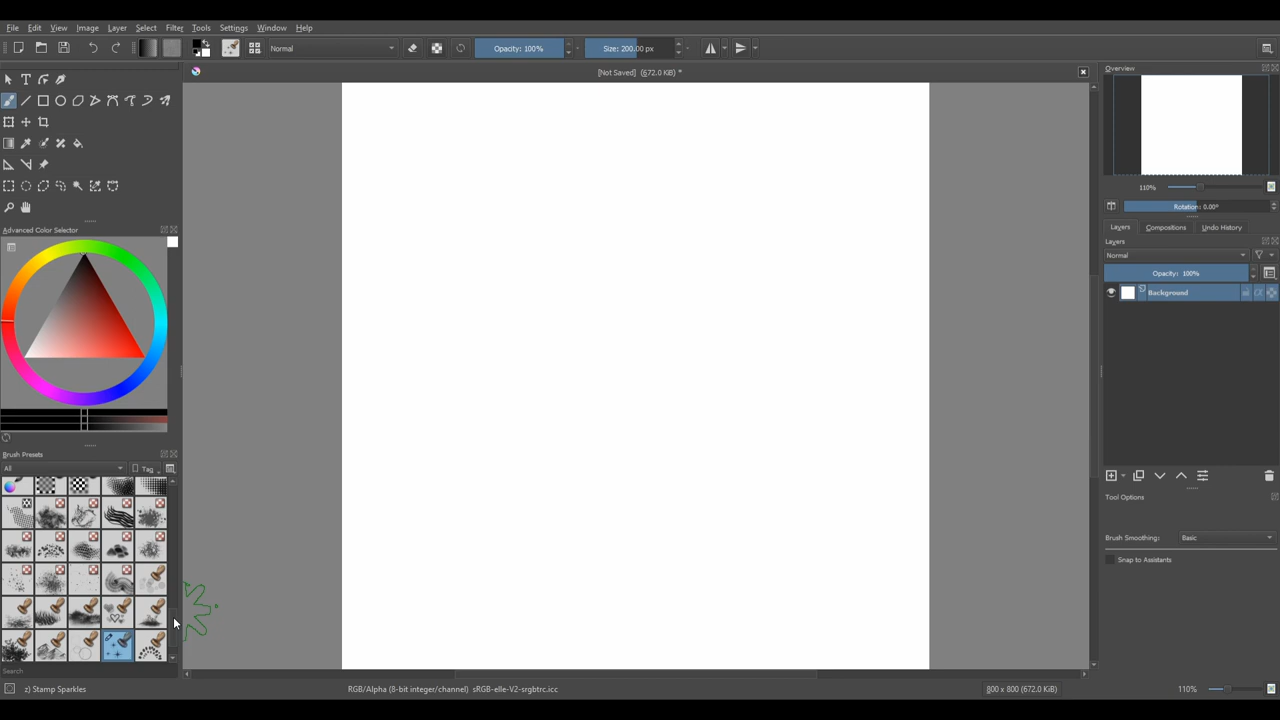 File Edit View Image Layer Select Filter Tools Settings Window Help
Normal Opacity: 100% Size: 200.00 px
[Not Saved] (672.0 KiB) *
Overview
110%
Rotation: 0.00°
Layers Compositions Undo History
Layers
Normal
Opacity: 100%
Background
Tool Options
Brush Smoothing: Basic
Snap to Assistants
Advanced Color Selector
Brush Presets
All Tag
Search
z) Stamp Sparkles RGB/Alpha (8-bit integer/channel) sRGB-elle-V2-srgbtrc.icc 800 x 800 (672.0 KiB) 110%